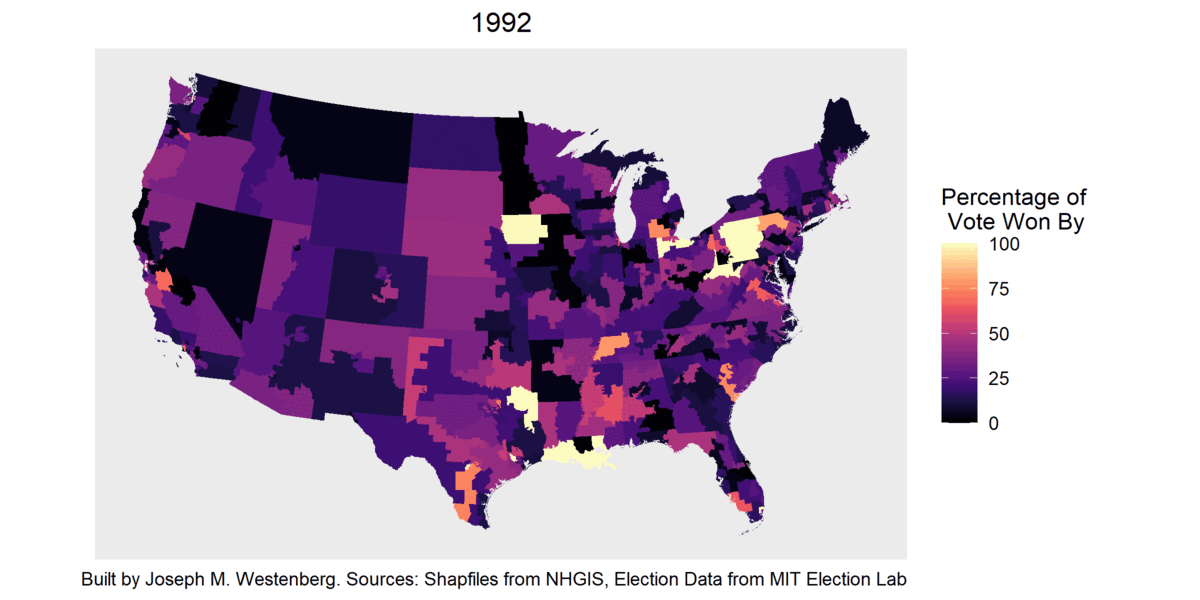 1992
Percentage of
Vote Won By
100
75
50
25
0
Built by Joseph M. Westenberg. Sources: Shapfiles from NHGIS, Election Data from MIT Election Lab